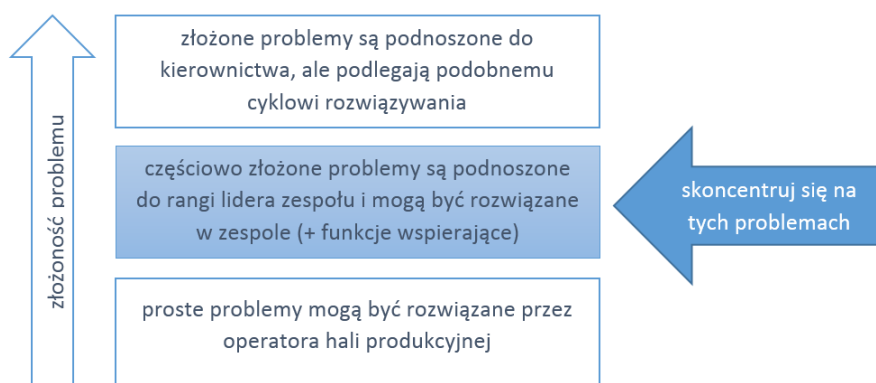 złożone problemy są podnoszone do
kierownictwa, ale podlegają podobnemu
cyklowi rozwiązywania
złożoność problemu
częściowo złożone problemy są podnoszone
do rangi lidera zespołu i mogą być rozwiązane
w zespole (+ funkcje wspierające)
skoncentruj się na
tych problemach
proste problemy mogą być rozwiązane przez
operatora hali produkcyjnej